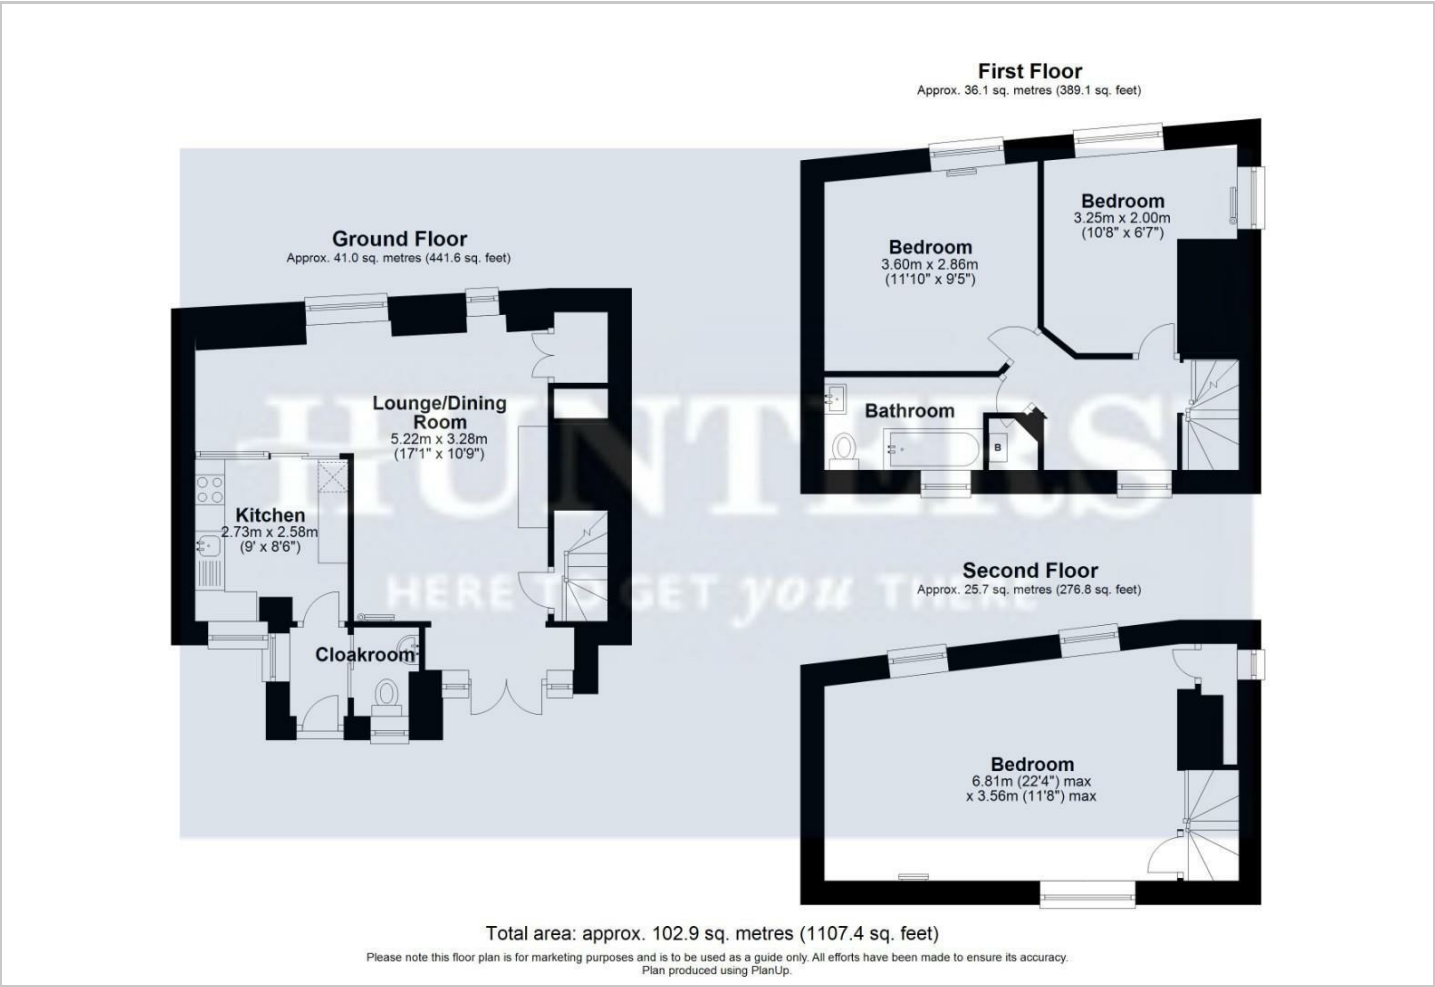 First Floor
Approx. 36.1 sq. metres (389.1 sq. feet)
Bedroom
3.25m x 2.00m
(10'8" x 6'7")
Bedroom
3.60m x 2.86m
(11'10" x 9'5")
Bathroom
B
Z
Ground Floor
Approx. 41.0 sq. metres (441.6 sq. feet)
Lounge/Dining
Room
5.22m x 3.28m
(17'1" x 10'9")
Kitchen
2.73m x 2.58m
(9' x 8'6")
Z
Cloakroom
HUNTERS
HERE TO GET you THERE
Second Floor
Approx. 25.7 sq. metres (276.8 sq. feet)
Bedroom
6.81m (22'4") max
x 3.56m (11'8") max
Total area: approx. 102.9 sq. metres (1107.4 sq. feet)
Please note this floor plan is for marketing purposes and is to be used as a guide only. All efforts have been made to ensure its accuracy.
Plan produced using PlanUp.